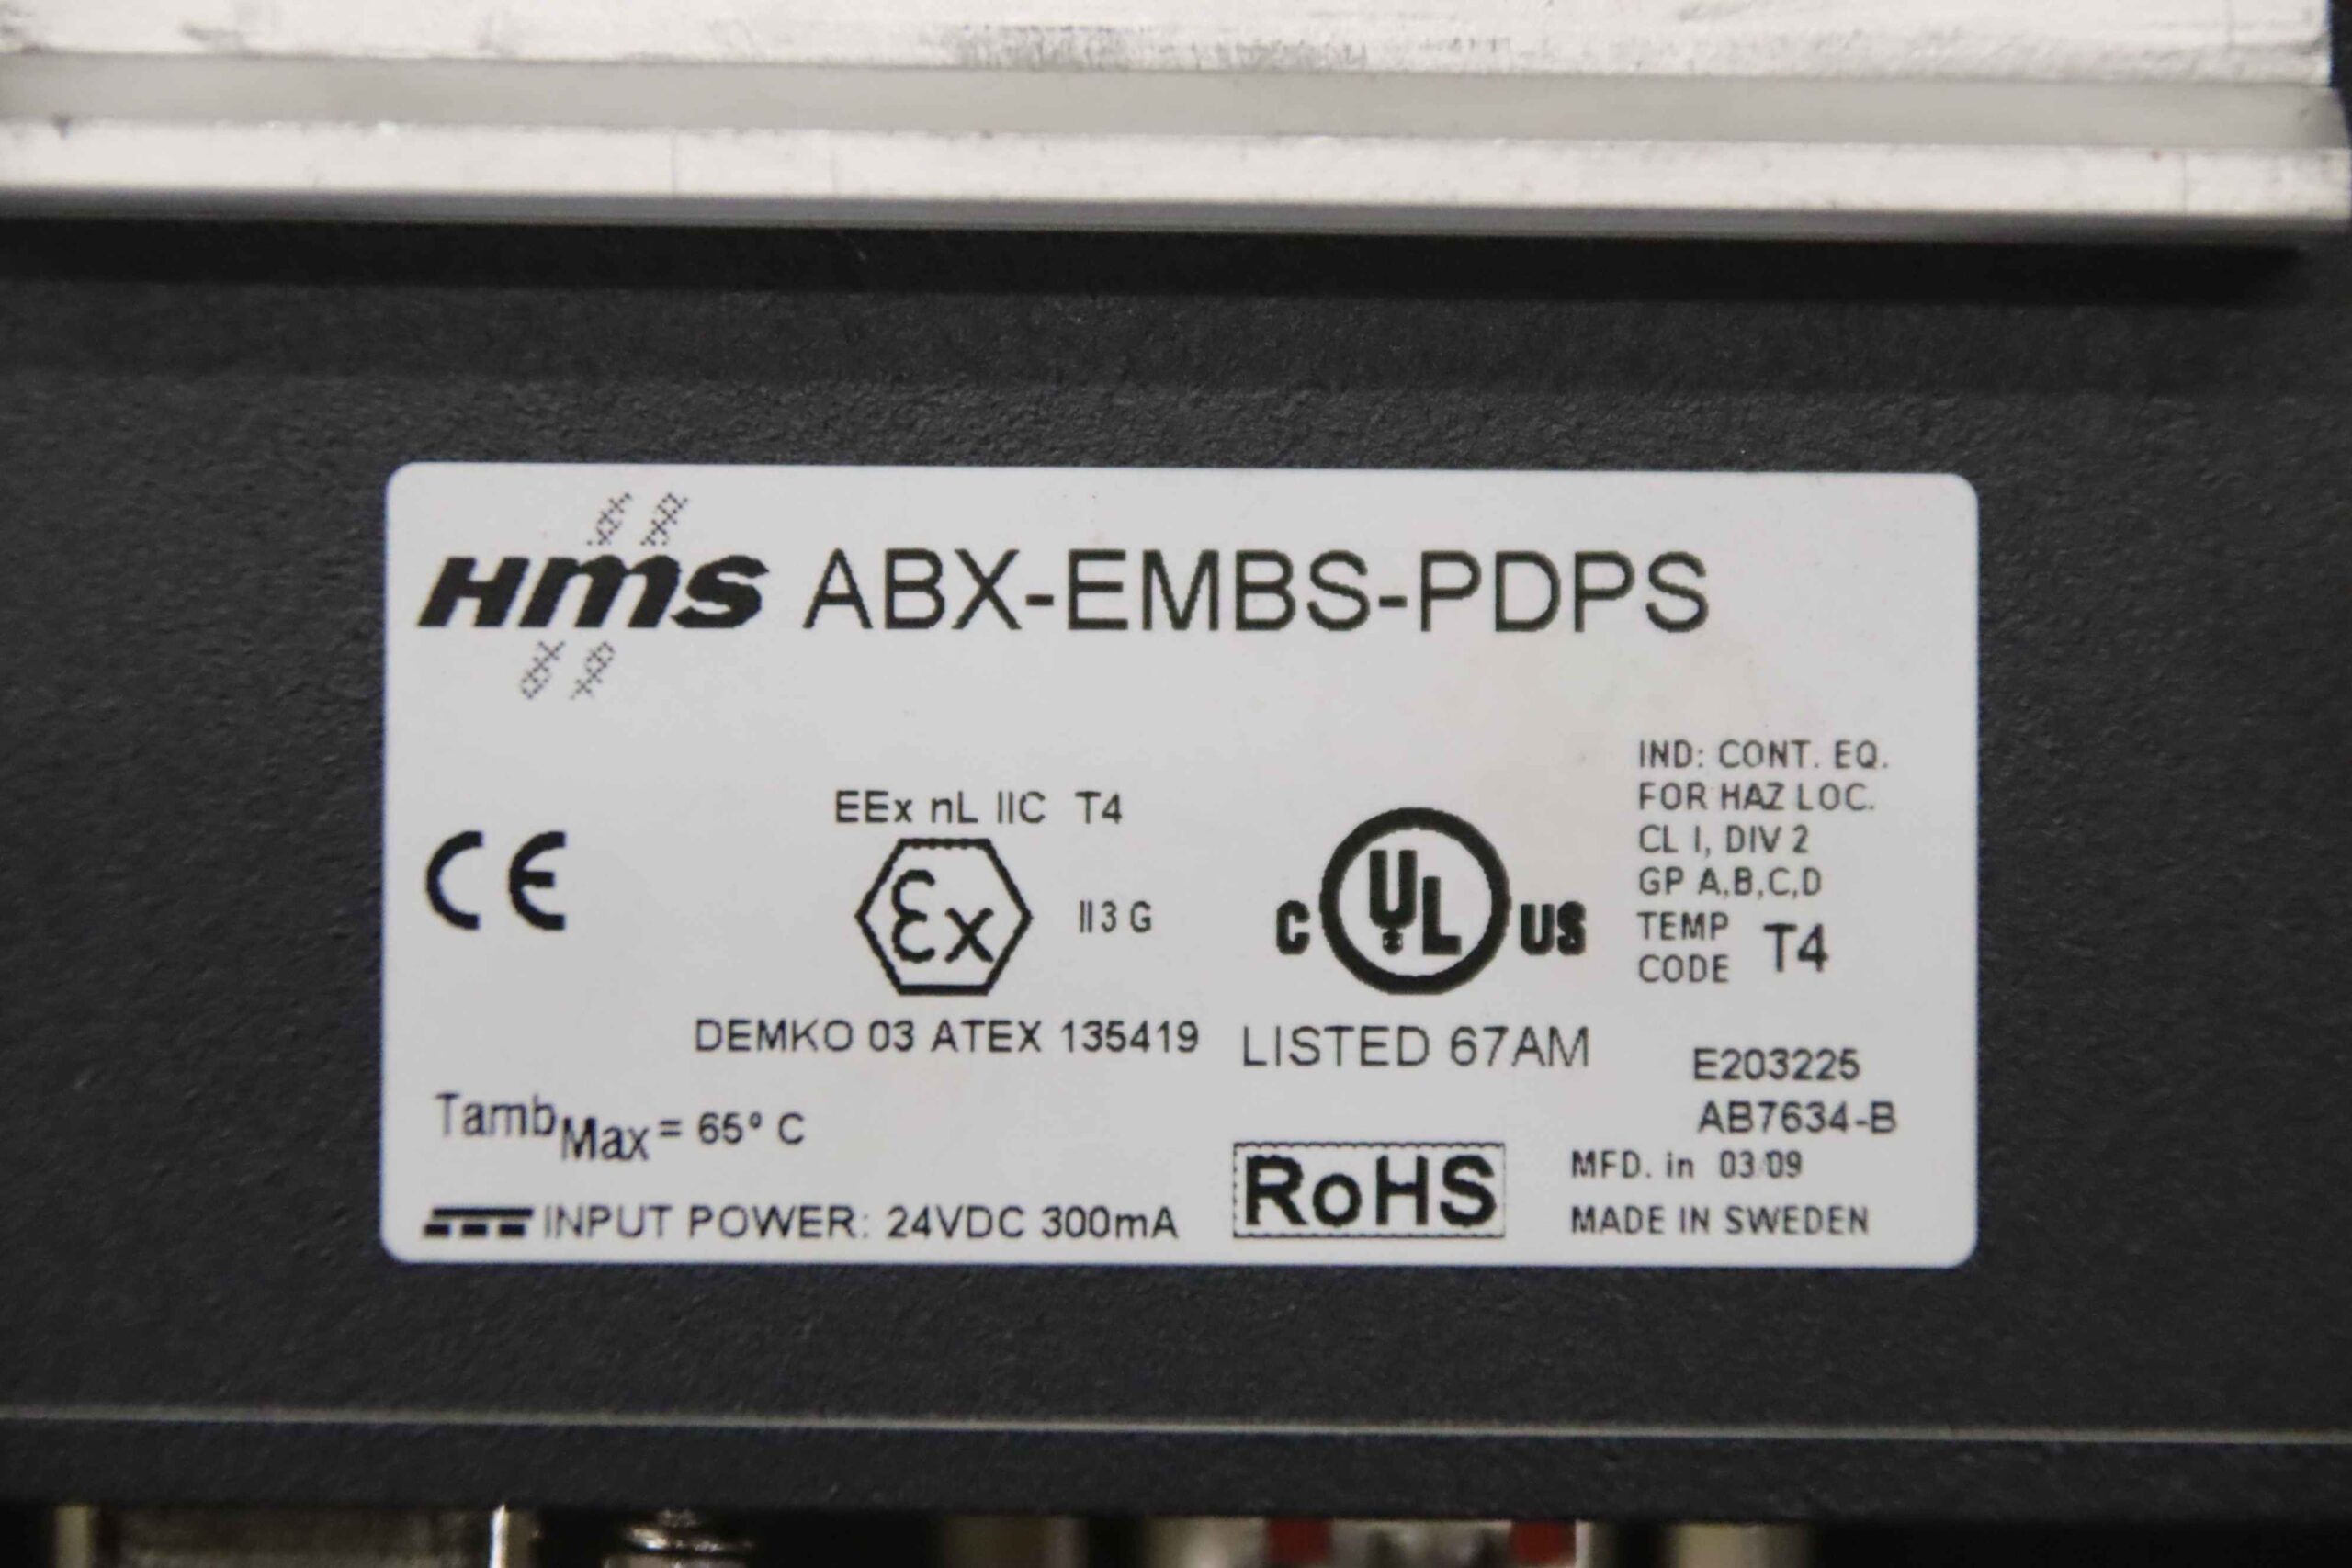 HMS ABX-EMBS-PDPS
IND: CONT. EQ.
FOR HAZ LOC.
CL I, DIV 2
GP A,B,C,D
TEMP CODE T4
EEx nL IIC T4
CE
Ex II 3 G
C UL US
DEMKO 03 ATEX 135419
LISTED 67AM
E203225
AB7634-B
TambMax = 65° C
MFD. in 03/09
INPUT POWER: 24VDC 300mA
RoHS
MADE IN SWEDEN